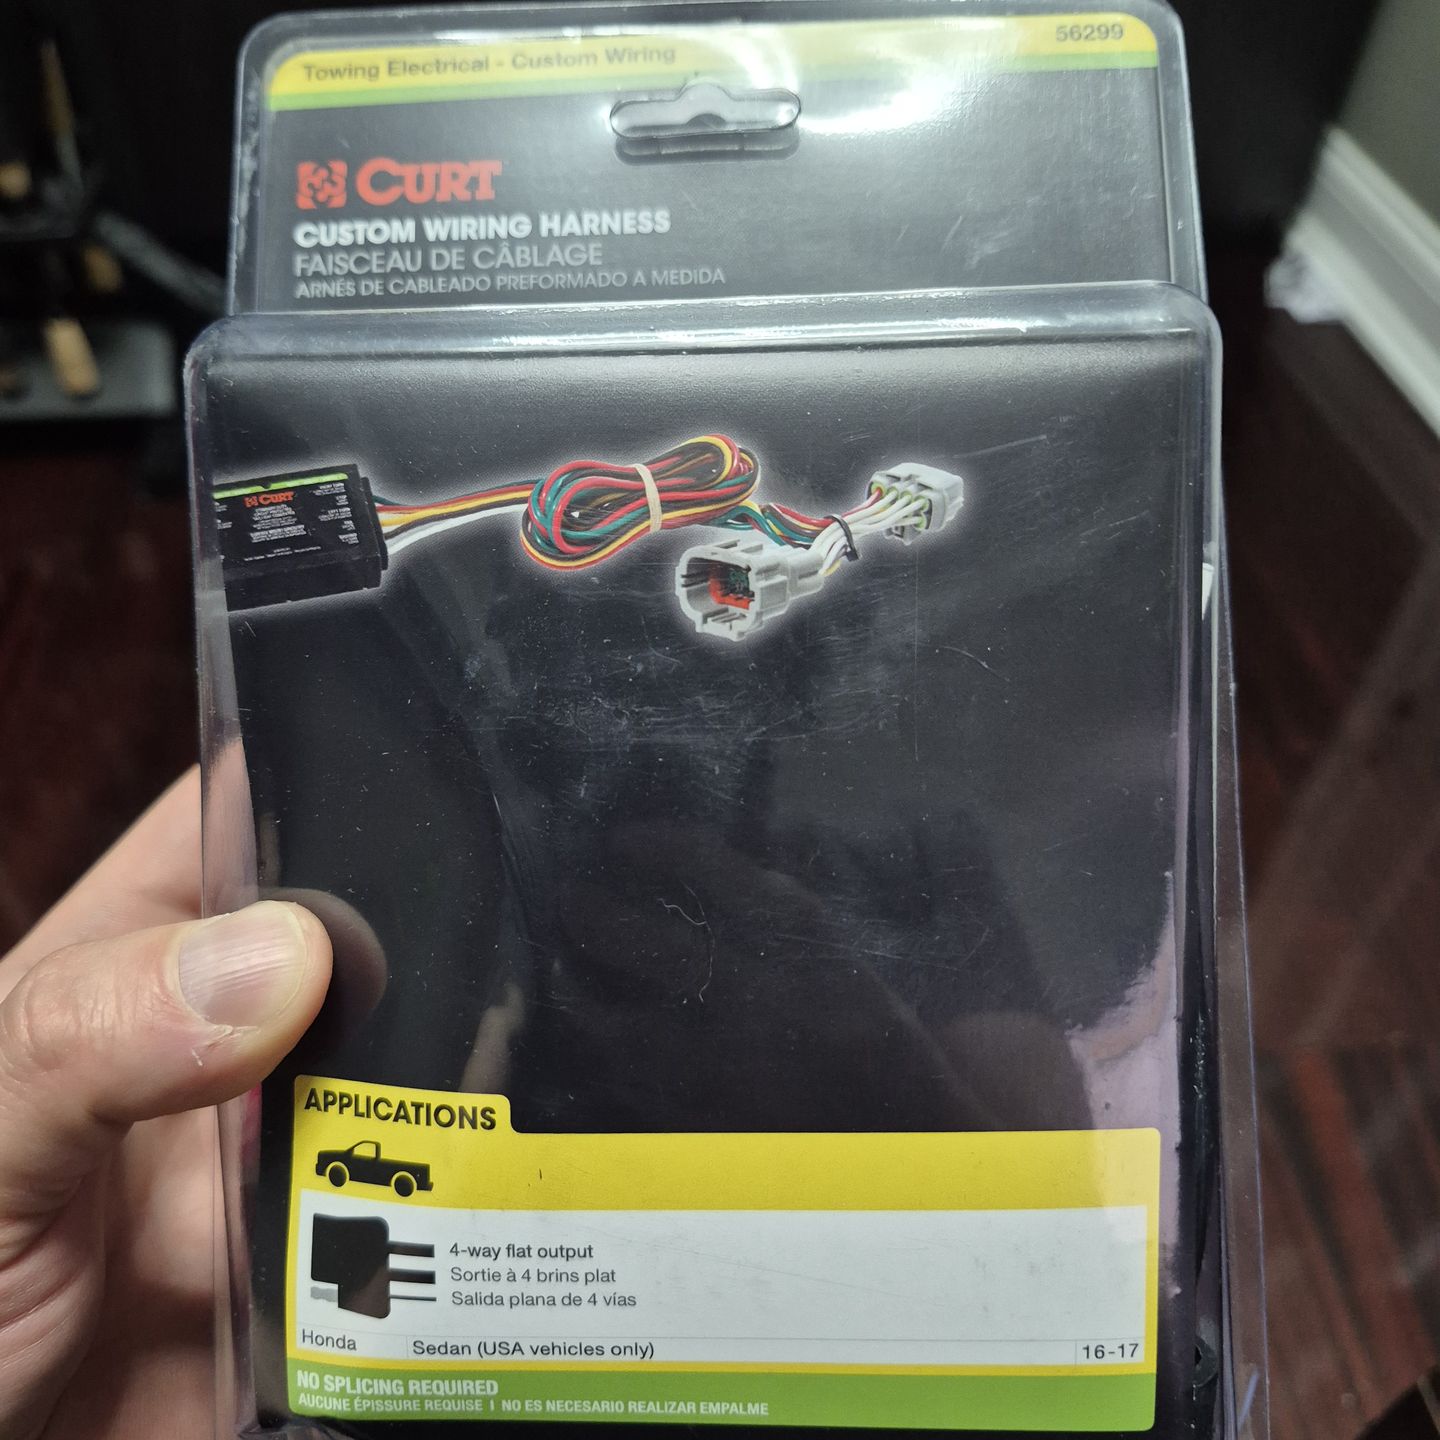 Towing Electrical - Custom Wiring
56299
CURT
CUSTOM WIRING HARNESS
FAISCEAU DE CÂBLAGE
ARNÉS DE CABLEADO PREFORMADO A MEDIDA
CURT
APPLICATIONS
4-way flat output
Sortie à 4 brins plat
Salida plana de 4 vías
Honda Sedan (USA vehicles only) 16-17
NO SPLICING REQUIRED
AUCUNE ÉPISSURE REQUISE | NO ES NECESARIO REALIZAR EMPALME